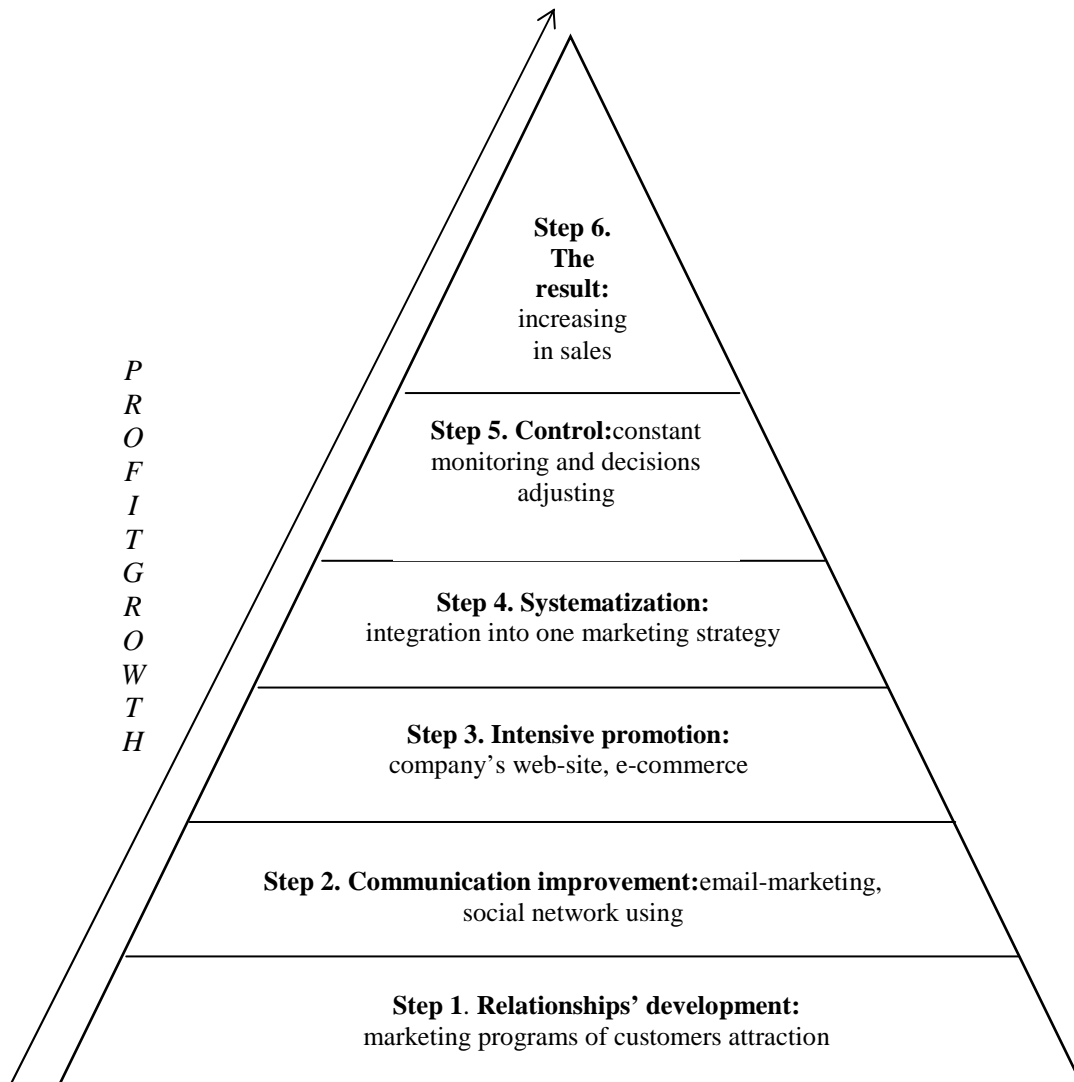 Step 6.
The
result:
increasing
in sales
P
R
O
F
I
T
G
R
O
W
T
H
Step 5. Control:constant
monitoring and decisions
adjusting
Step 4. Systematization:
integration into one marketing strategy
Step 3. Intensive promotion:
company’s web-site, e-commerce
Step 2. Communication improvement:email-marketing,
social network using
Step 1. Relationships’ development:
marketing programs of customers attraction